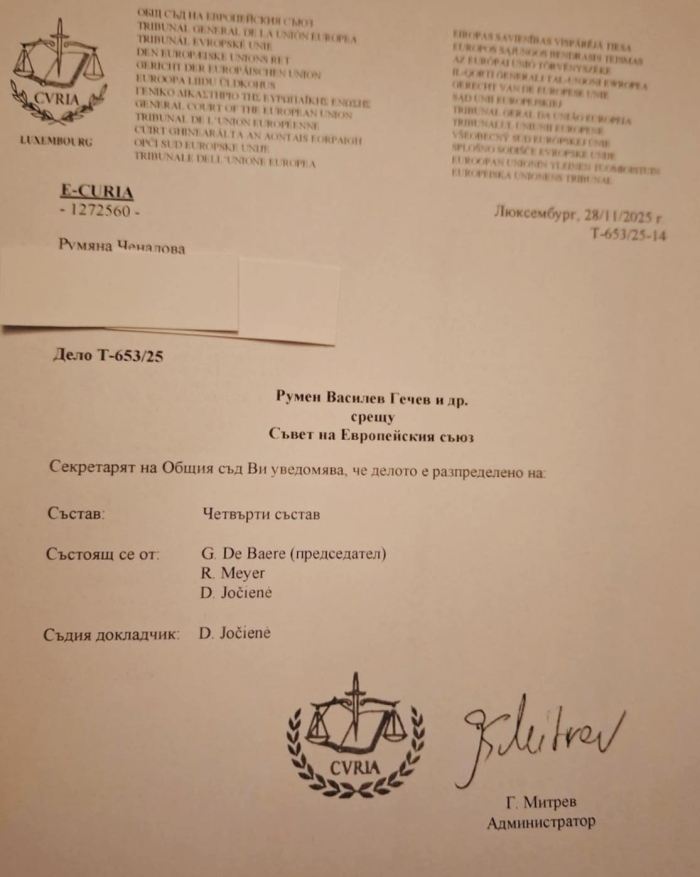 CVRIA
LUXEMBOURG
ОБЩ СЪД НА ЕВРОПЕЙСКИЯ СЪЮЗ
TRIBUNAL GENERAL DE LA UNIÓN EUROPEA
TRIBUNÁL EVROPSKÉ UNIE
DEN EUROPÆISKE UNIONS RET
GERICHT DER EUROPÄISCHEN UNION
EUROOPA LIIDU ÜLDKOHUS
ΓΕΝΙΚΟ ΔΙΚΑΣΤΗΡΙΟ ΤΗΣ ΕΥΡΩΠΑΪΚΗΣ ΕΝΩΣΗΣ
GENERAL COURT OF THE EUROPEAN UNION
TRIBUNAL DE L'UNION EUROPÉENNE
CÚIRT GHINEARÁLTA AN AONTAIS EORPAIGH
OPĆI SUD EUROPSKE UNIJE
TRIBUNALE DELL'UNIONE EUROPEA
EIROPAS SAVIENĪBAS VISPĀRĒJĀ TIESA
EUROPOS SĄJUNGOS BENDRASIS TEISMAS
AZ EURÓPAI UNIÓ TÖRVÉNYSZÉKE
IL-QORTI ĠENERALI TAL-UNJONI EWROPEA
GERECHT VAN DE EUROPESE UNIE
SĄD UNII EUROPEJSKIEJ
TRIBUNAL GERAL DA UNIÃO EUROPEIA
TRIBUNALUL UNIUNII EUROPENE
VŠEOBECNÝ SÚD EURÓPSKEJ ÚNIE
SPLOŠNO SODIŠČE EVROPSKE UNIJE
EUROOPAN UNIONIN YLEINEN TUOMIOISTUIN
EUROPEISKA UNIONENS TRIBUNAL
E-CURIA
- 1272560 -
Люксембург, 28/11/2025 г.
T-653/25-14
Румяна Ченалова
Дело T-653/25
Румен Василев Гечев и др.
срещу
Съвет на Европейския съюз
Секретарят на Общия съд Ви уведомява, че делото е разпределено на:
Състав: Четвърти състав
Състоящ се от: G. De Baere (председател)
R. Meyer
D. Jočienė
Съдия докладчик: D. Jočienė
CVRIA
Г. Митрев
Администратор